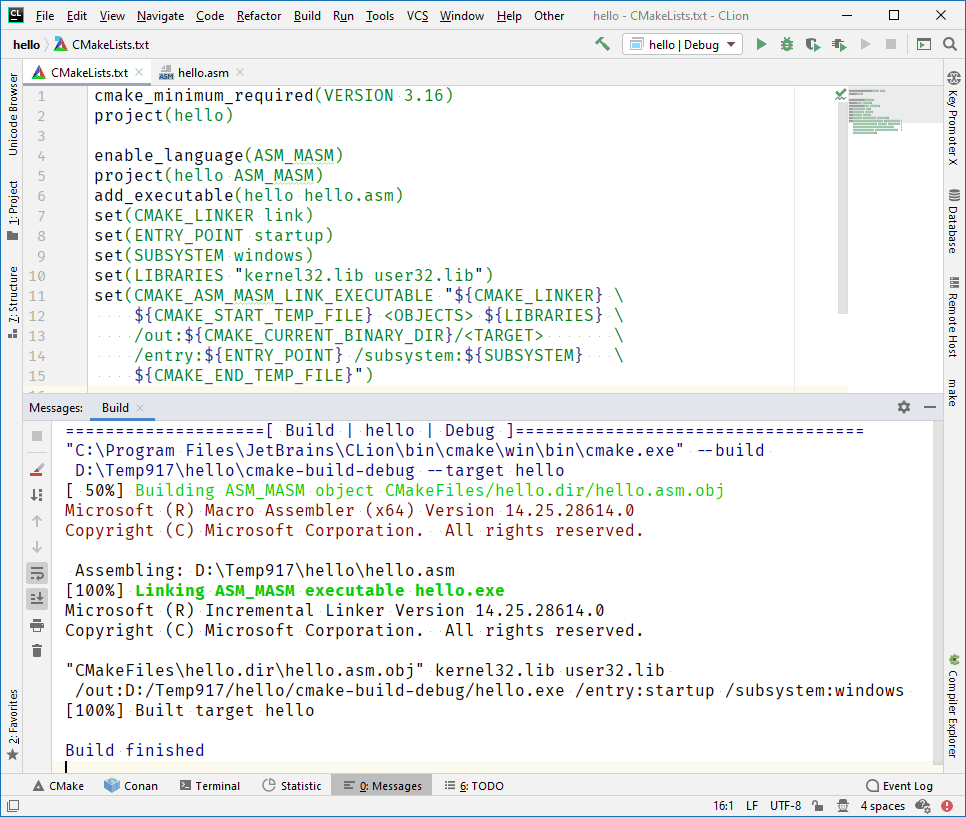 CL File Edit View Navigate Code Refactor Build Run Tools VCS Window Help Other hello - CMakeLists.txt - CLion
hello CMakeLists.txt hello | Debug
CMakeLists.txt hello.asm
Unicode Browser
1: Project
7: Structure
2: Favorites
1 cmake_minimum_required(VERSION 3.16)
2 project(hello)
3
4 enable_language(ASM_MASM)
5 project(hello ASM_MASM)
6 add_executable(hello hello.asm)
7 set(CMAKE_LINKER link)
8 set(ENTRY_POINT startup)
9 set(SUBSYSTEM windows)
10 set(LIBRARIES "kernel32.lib user32.lib")
11 set(CMAKE_ASM_MASM_LINK_EXECUTABLE "${CMAKE_LINKER} \
12 ${CMAKE_START_TEMP_FILE} <OBJECTS> ${LIBRARIES} \
13 /out:${CMAKE_CURRENT_BINARY_DIR}/<TARGET> \
14 /entry:${ENTRY_POINT} /subsystem:${SUBSYSTEM} \
15 ${CMAKE_END_TEMP_FILE}")
Key Promoter X
Database
Remote Host
make
Compiler Explorer
Messages: Build
====================[ Build | hello | Debug ]===================================
"C:\Program Files\JetBrains\CLion\bin\cmake\win\bin\cmake.exe" --build
D:\Temp917\hello\cmake-build-debug --target hello
[ 50%] Building ASM_MASM object CMakeFiles/hello.dir/hello.asm.obj
Microsoft (R) Macro Assembler (x64) Version 14.25.28614.0
Copyright (C) Microsoft Corporation.  All rights reserved.

Assembling: D:\Temp917\hello\hello.asm
[100%] Linking ASM_MASM executable hello.exe
Microsoft (R) Incremental Linker Version 14.25.28614.0
Copyright (C) Microsoft Corporation.  All rights reserved.

"CMakeFiles\hello.dir\hello.asm.obj" kernel32.lib user32.lib
/out:D:/Temp917/hello/cmake-build-debug/hello.exe /entry:startup /subsystem:windows
[100%] Built target hello

Build finished
CMake Conan Terminal Statistic 0: Messages 6: TODO Event Log
16:1 LF UTF-8 4 spaces